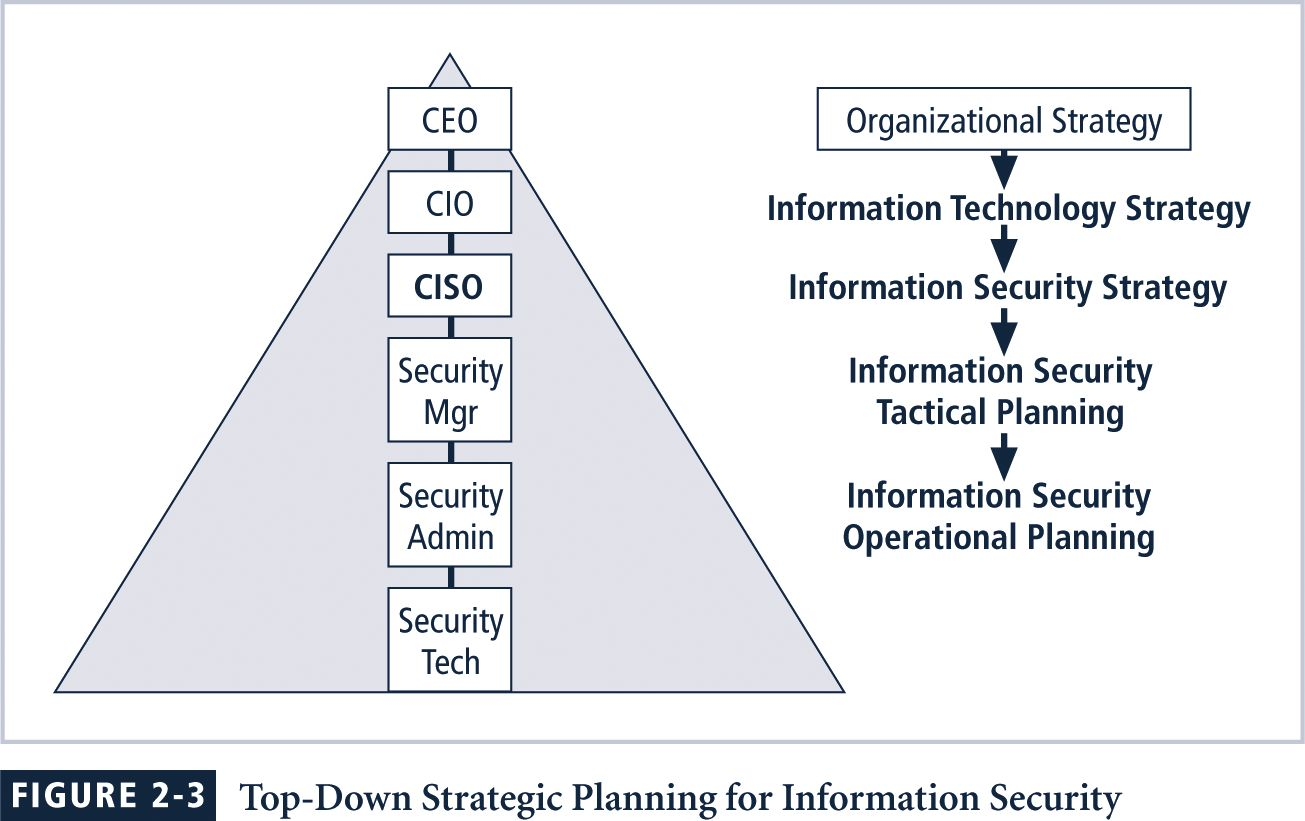 CEO
CIO
CISO
Security
Mgr
Security
Admin
Security
Tech
Organizational Strategy
Information Technology Strategy
Information Security Strategy
Information Security
Tactical Planning
Information Security
Operational Planning
FIGURE 2-3 Top-Down Strategic Planning for Information Security